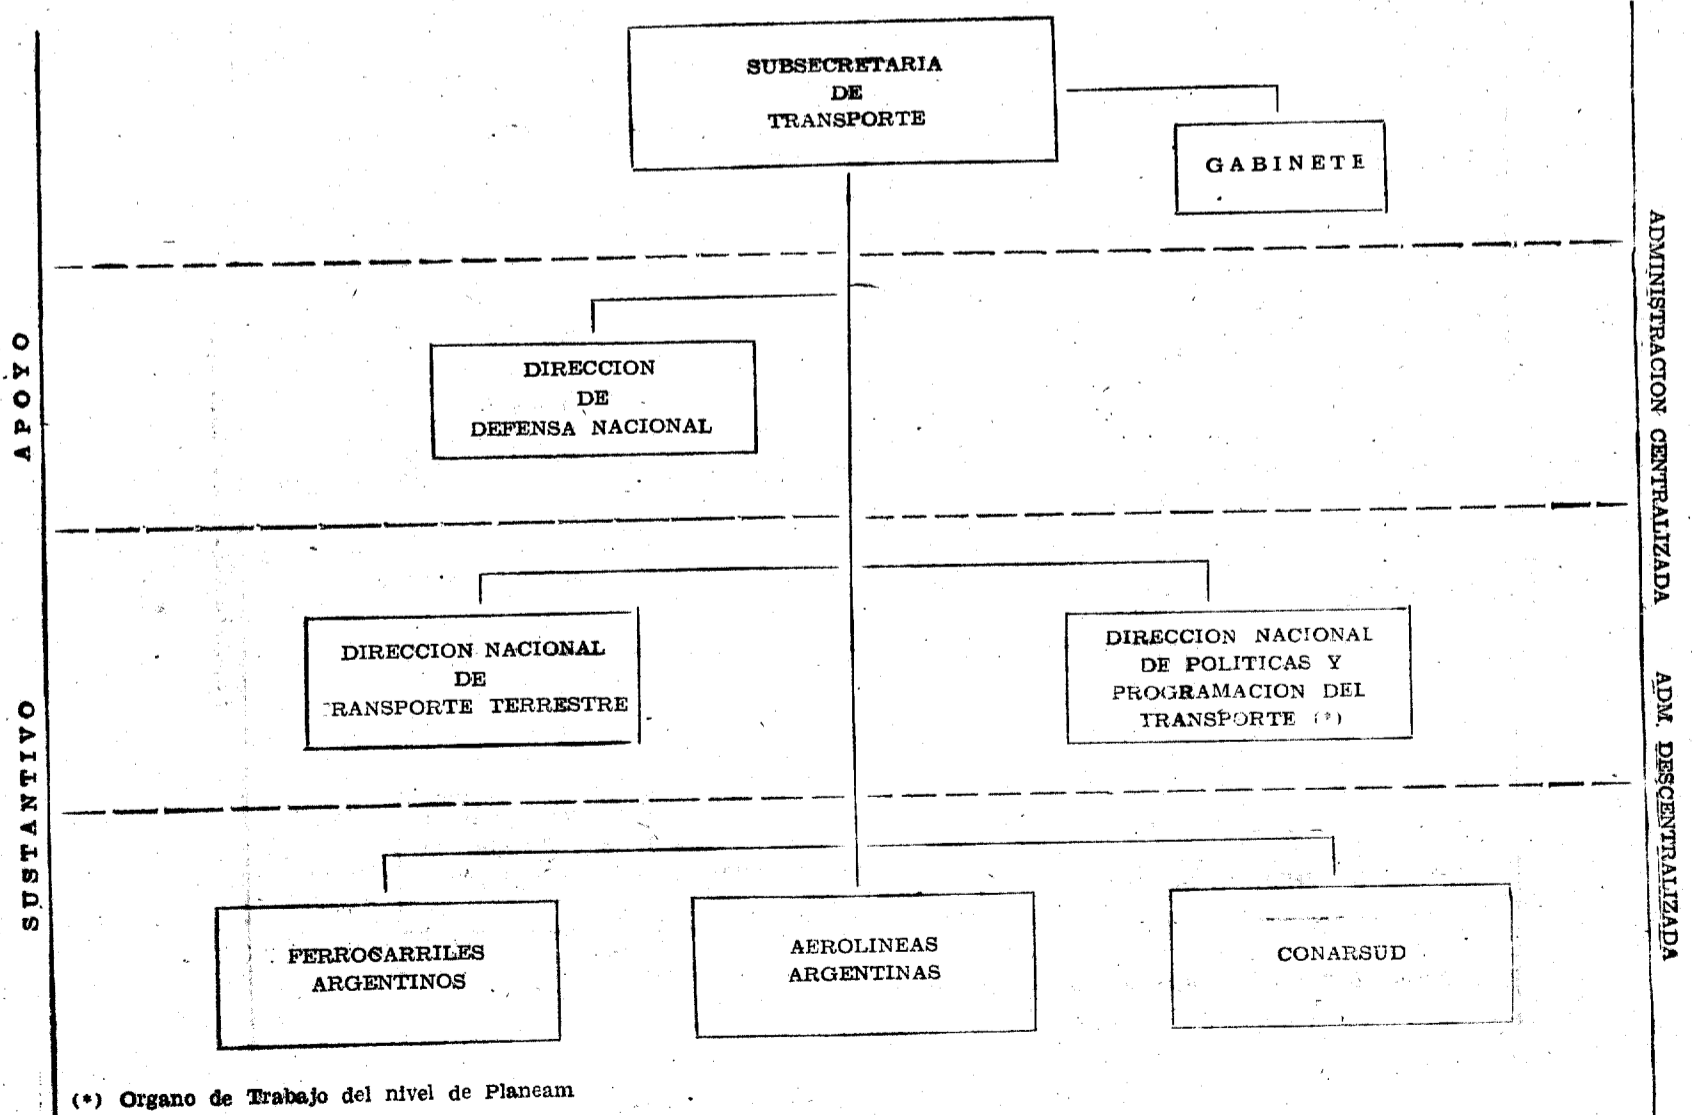 SUBSECRETARIA
DE
TRANSPORTE
GABINETE
APOYO
DIRECCION
DE
DEFENSA NACIONAL
ADMINISTRACION CENTRALIZADA
SUSTANTIVO
DIRECCION NACIONAL
DE
RANSPORTE TERRESTRE
DIRECCION NACIONAL
DE POLITICAS Y
PROGRAMACION DEL
TRANSPORTE (*)
ADM. DESCENTRALIZADA
FERROCARRILES
ARGENTINOS
AEROLINEAS
ARGENTINAS
CONARSUD
(*) Organo de Trabajo del nivel de Planeam